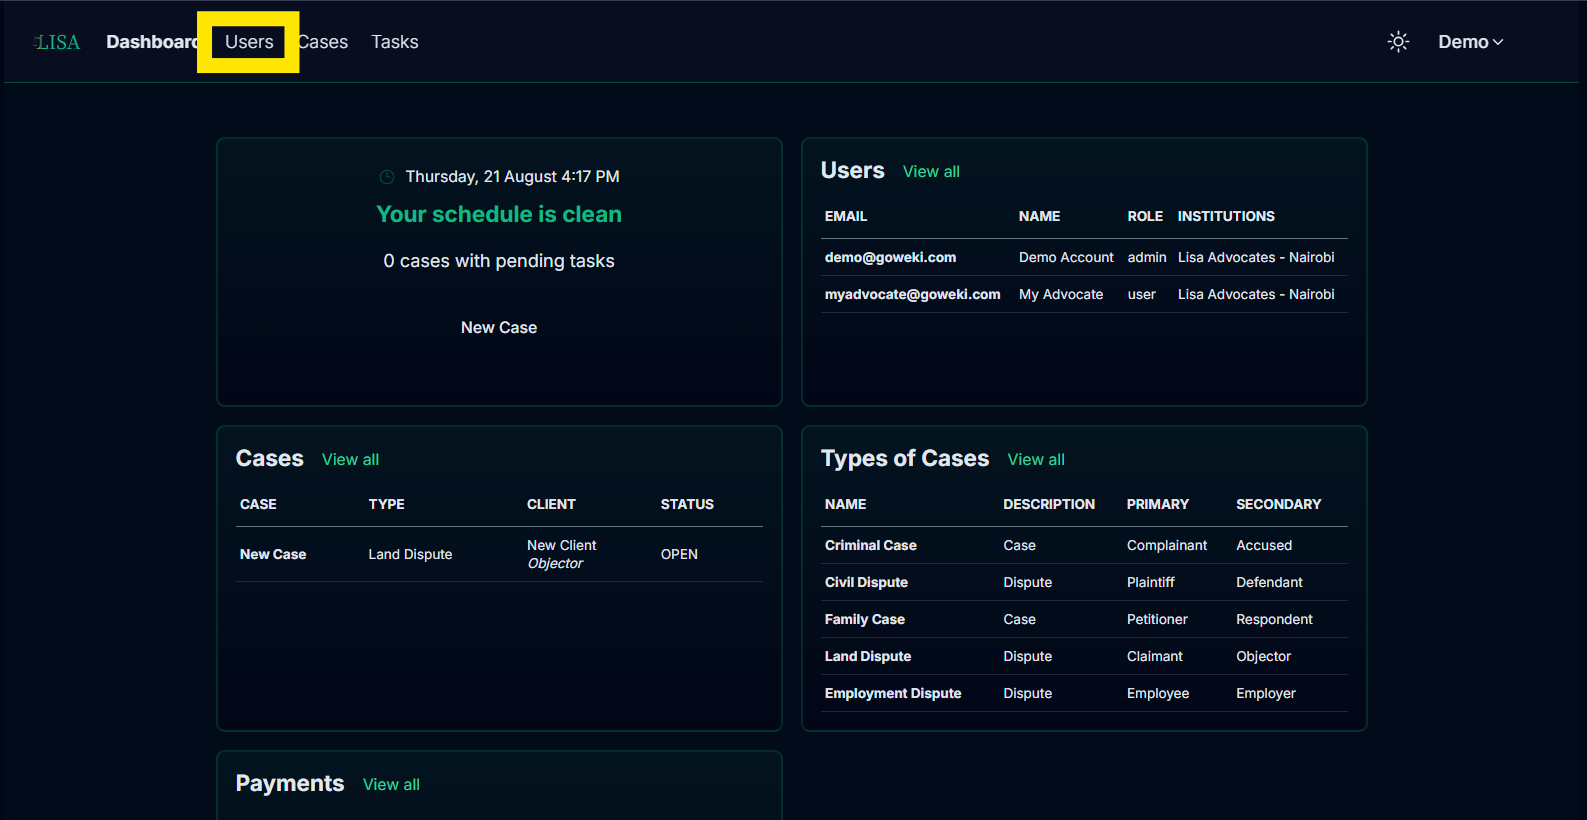 LISA Dashboard Users Cases Tasks Demo
Thursday, 21 August 4:17 PM
Your schedule is clean
0 cases with pending tasks
New Case
Users View all
EMAIL NAME ROLE INSTITUTIONS
demo@goweki.com Demo Account admin Lisa Advocates - Nairobi
myadvocate@goweki.com My Advocate user Lisa Advocates - Nairobi
Cases View all
CASE TYPE CLIENT STATUS
New Case Land Dispute New Client OPEN
Objector
Types of Cases View all
NAME DESCRIPTION PRIMARY SECONDARY
Criminal Case Case Complainant Accused
Civil Dispute Dispute Plaintiff Defendant
Family Case Case Petitioner Respondent
Land Dispute Dispute Claimant Objector
Employment Dispute Dispute Employee Employer
Payments View all